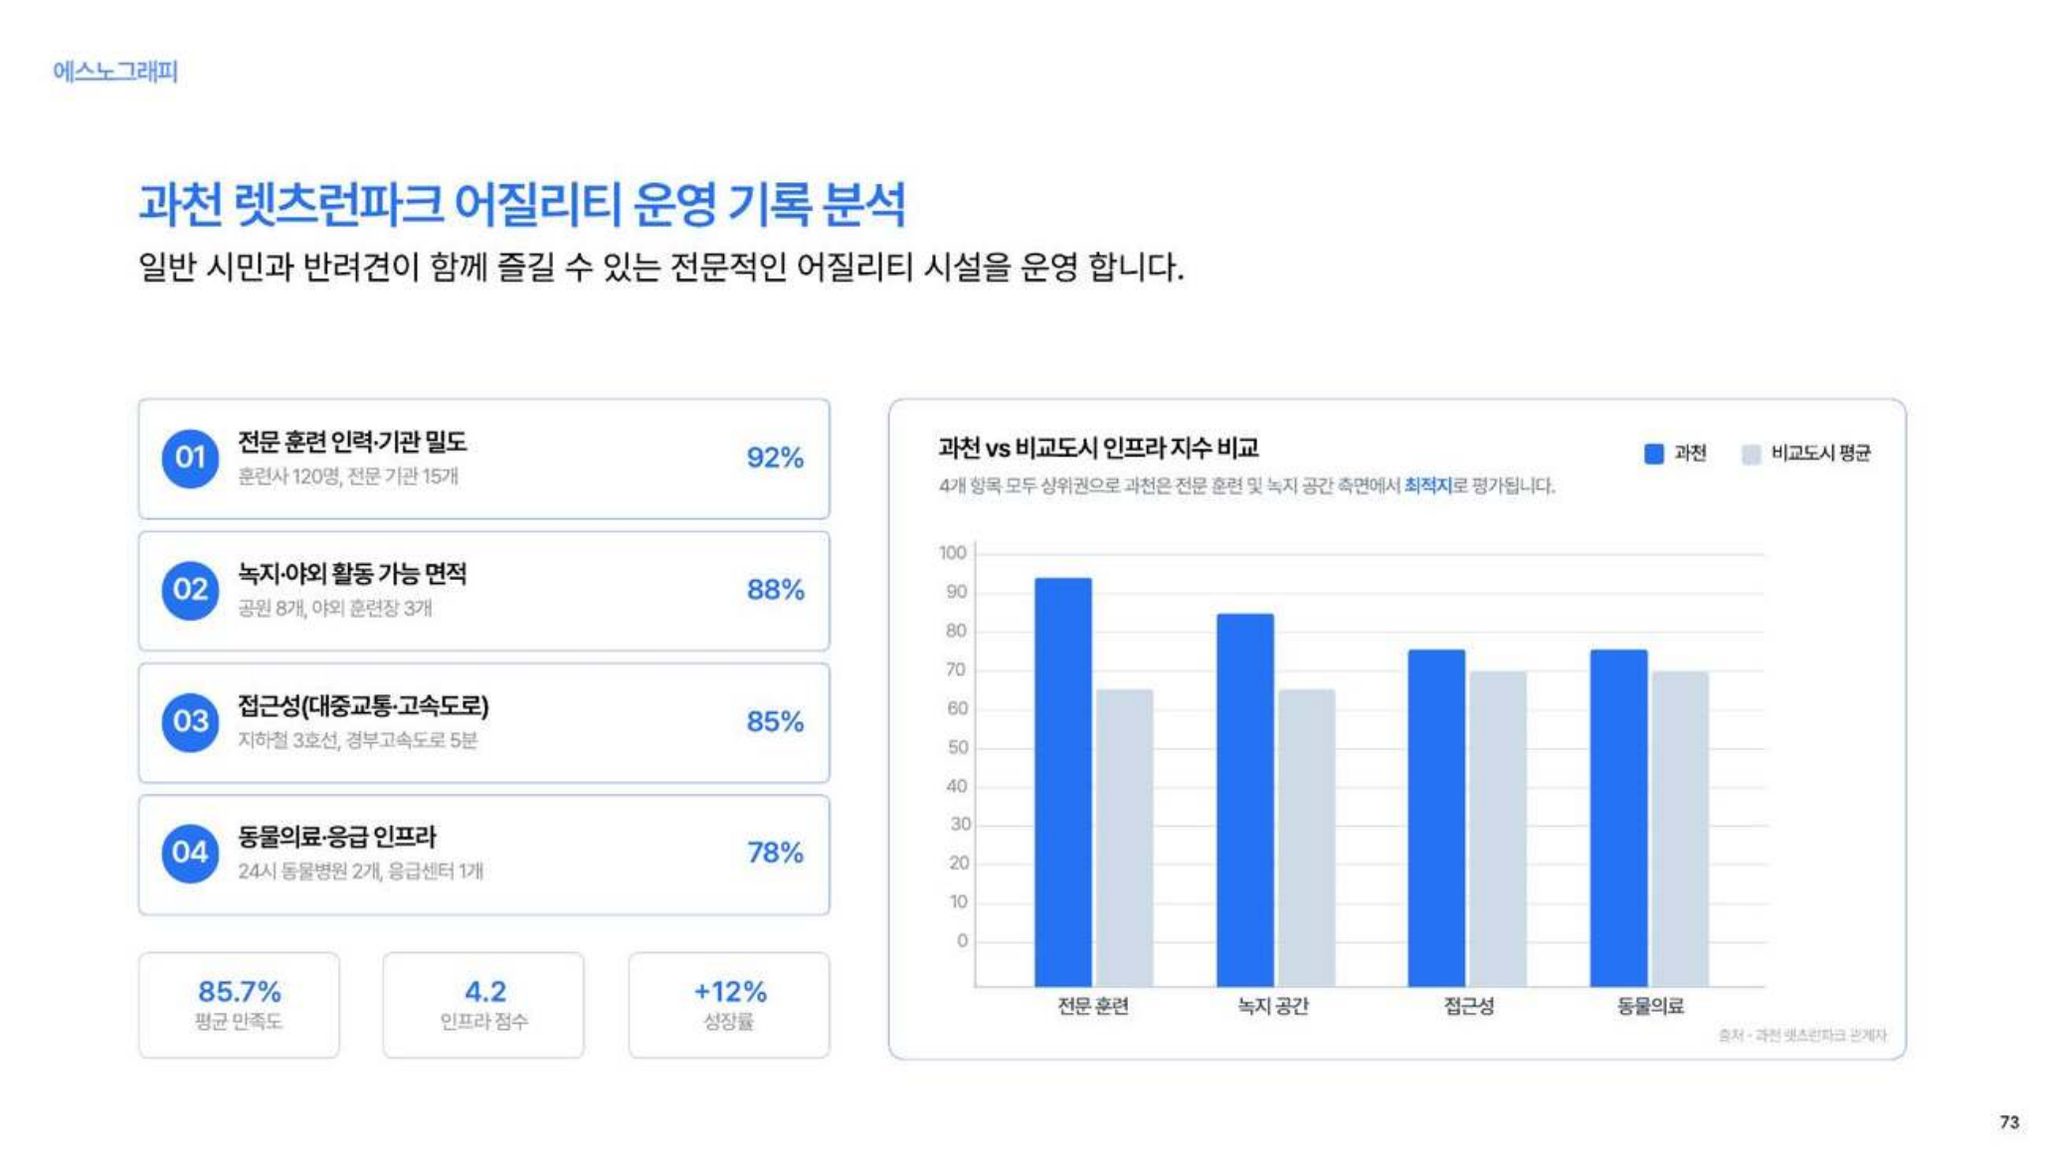 에스노그래피
과천 렛츠런파크 어질리티 운영 기록 분석
일반 시민과 반려견이 함께 즐길 수 있는 전문적인 어질리티 시설을 운영 합니다.
01
전문 훈련 인력·기관 밀도
훈련사 120명, 전문 기관 15개
92%
02
녹지·야외 활동 가능 면적
공원 8개, 야외 훈련장 3개
88%
03
접근성(대중교통·고속도로)
지하철 3호선, 경부고속도로 5분
85%
04
동물의료·응급 인프라
24시 동물병원 2개, 응급센터 1개
78%
85.7%
평균 만족도
4.2
인프라 점수
+12%
성장률
과천 vs 비교도시 인프라 지수 비교
4개 항목 모두 상위권으로 과천은 전문 훈련 및 녹지 공간 측면에서 최적지로 평가됩니다.
과천
비교도시 평균
100
90
80
70
60
50
40
30
20
10
0
전문 훈련
녹지 공간
접근성
동물의료
출처 - 과천 렛츠런파크 관계자
73